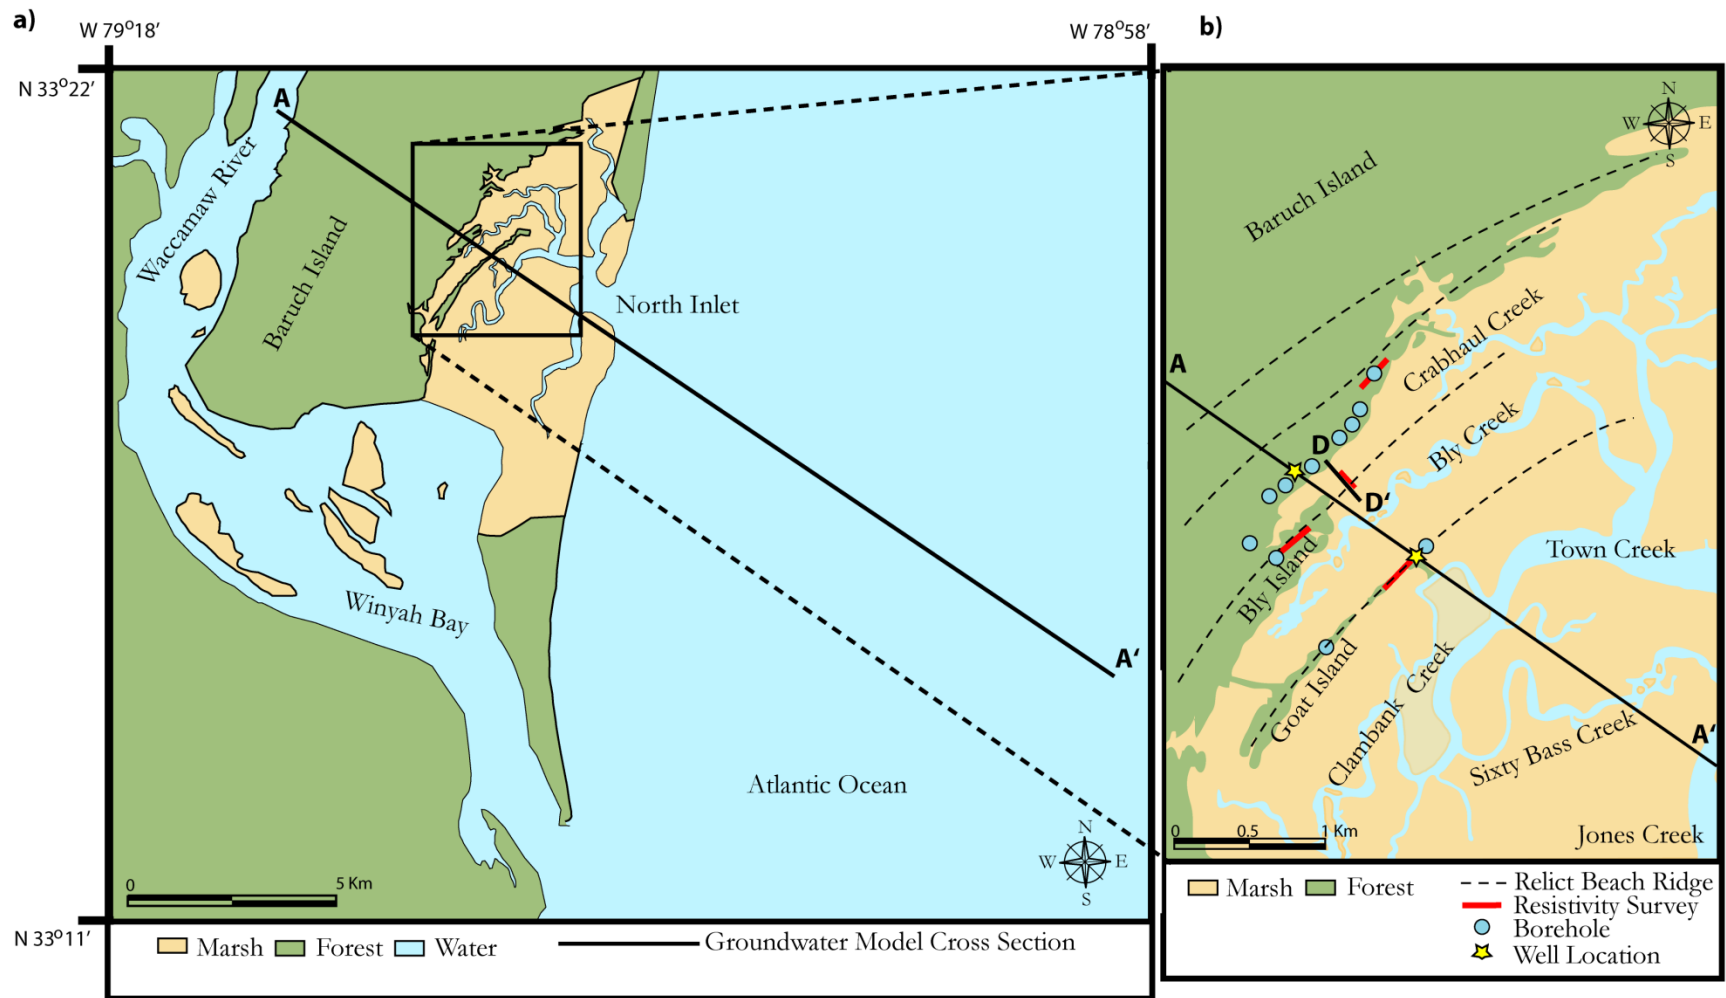 a)
W 79°18′
W 78°58′
b)
N 33°22′
A
Waccamaw River
Baruch Island
North Inlet
Winyah Bay
Atlantic Ocean
A‘
N
W
E
S
0
5 Km
N 33°11′
Marsh
Forest
Water
Groundwater Model Cross Section
N
W
E
S
Baruch Island
A
Crabhaul Creek
D
Bly Creek
D‘
Town Creek
Bly Island
Goat Island
Clambank Creek
Sixty Bass Creek
A‘
0
0.5
1 Km
Jones Creek
Marsh
Forest
Relict Beach Ridge
Resistivity Survey
Borehole
Well Location